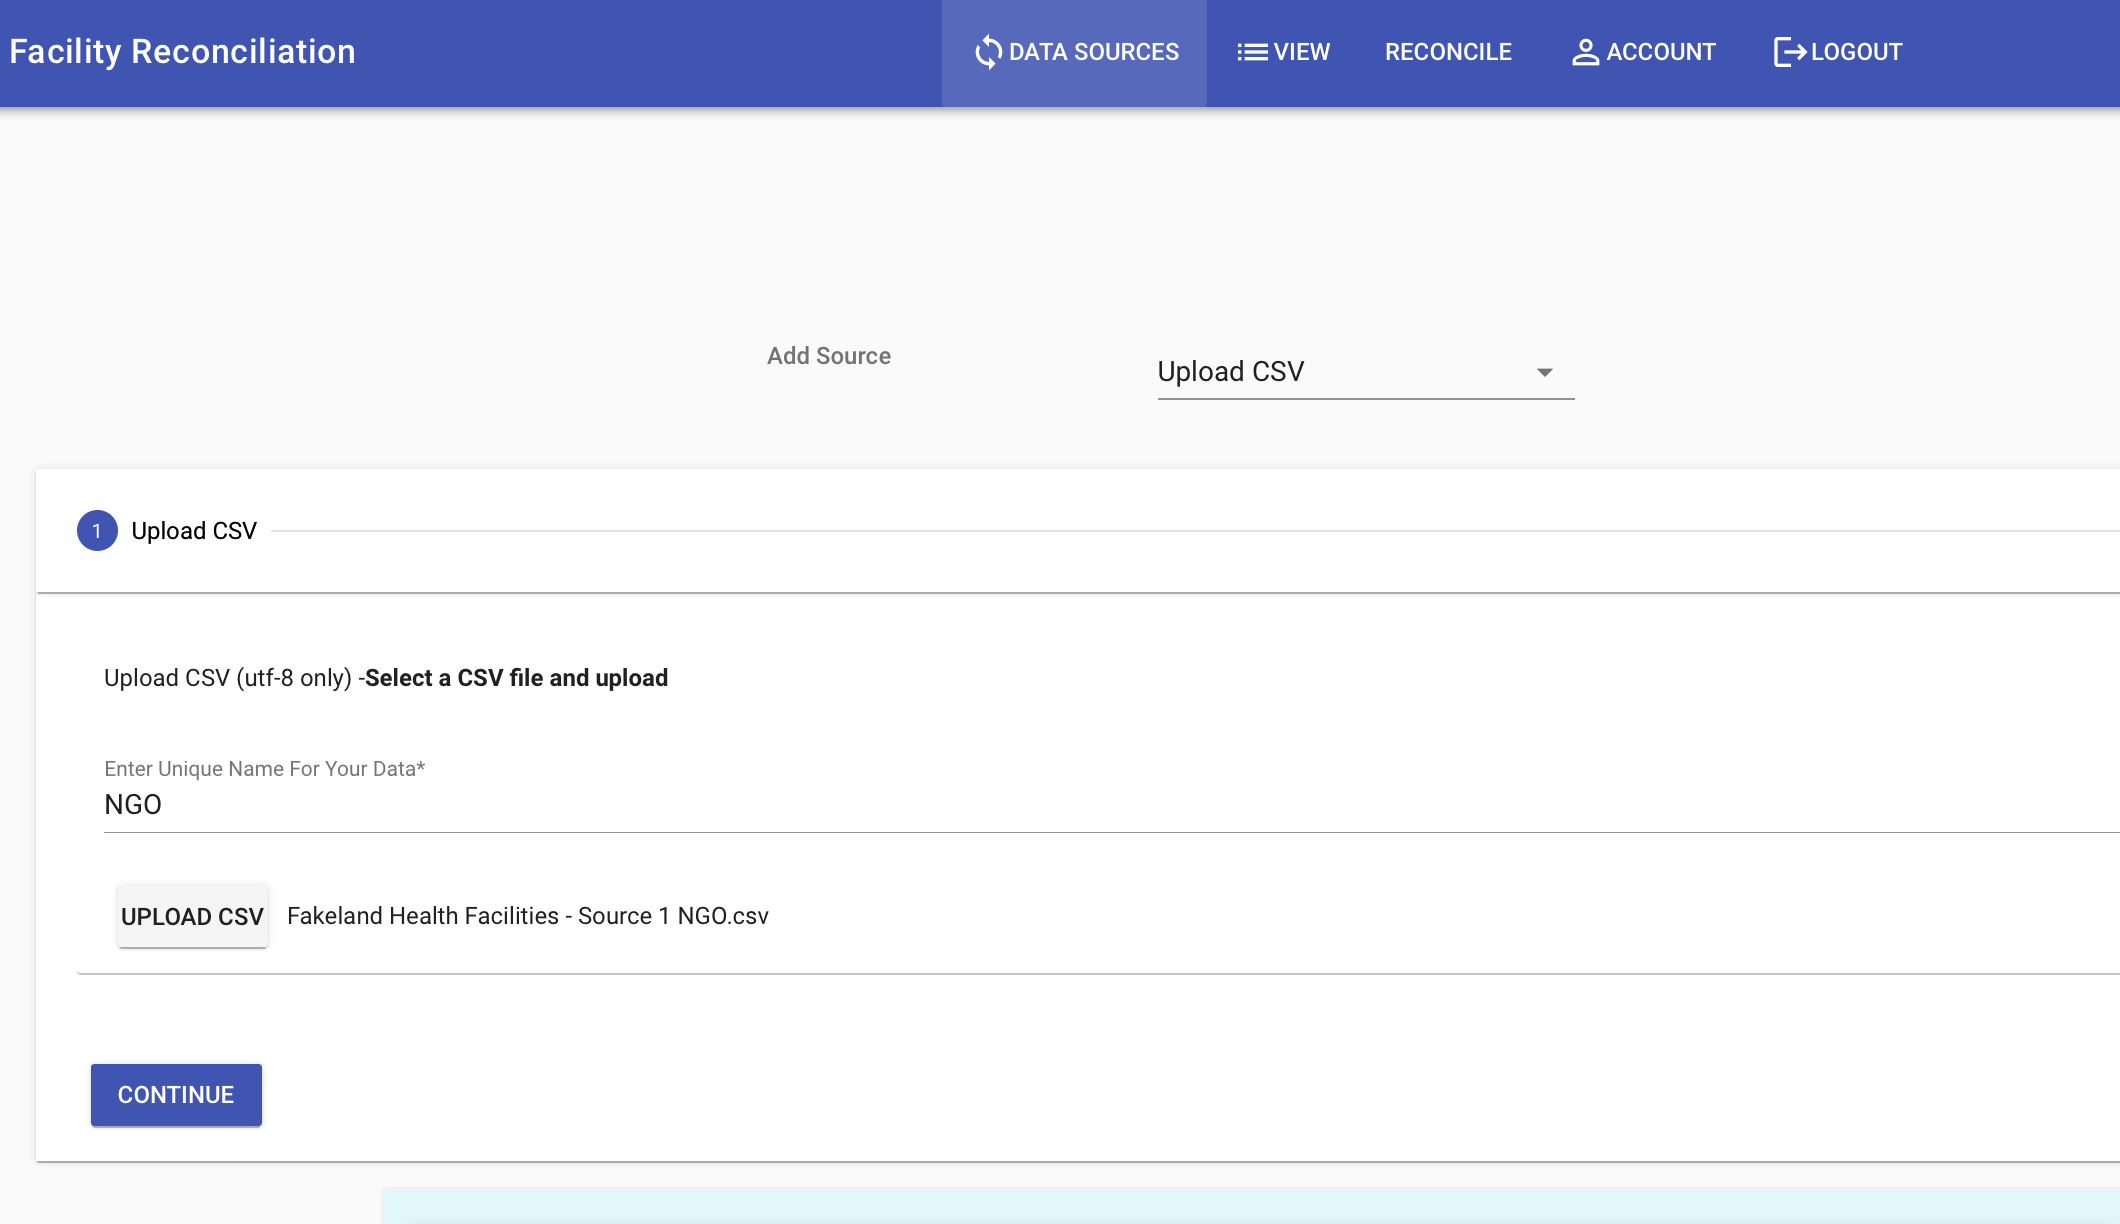 Facility Reconciliation
DATA SOURCES
VIEW
RECONCILE
ACCOUNT
LOGOUT
Add Source
Upload CSV
1
Upload CSV
Upload CSV (utf-8 only) -Select a CSV file and upload
Enter Unique Name For Your Data*
NGO
UPLOAD CSV
Fakeland Health Facilities - Source 1 NGO.csv
CONTINUE